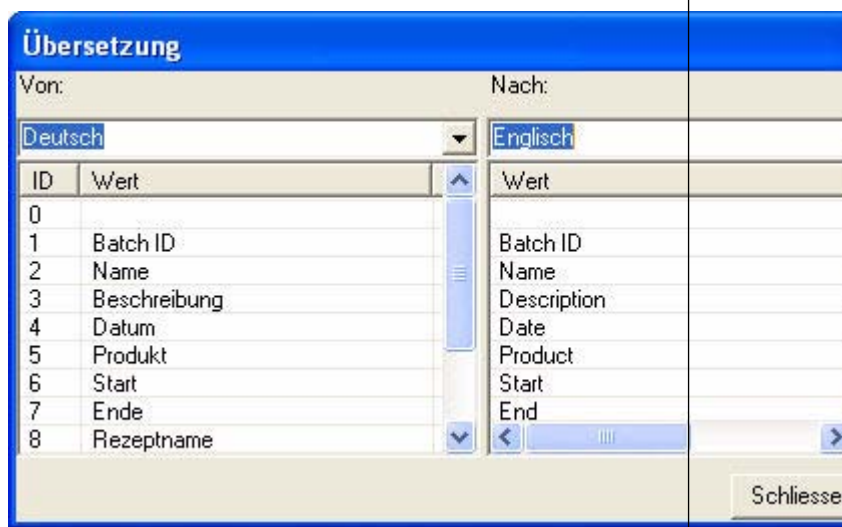 Übersetzung
Von: Nach:
Deutsch Englisch
ID Wert Wert
0
1 Batch ID Batch ID
2 Name Name
3 Beschreibung Description
4 Datum Date
5 Produkt Product
6 Start Start
7 Ende End
8 Rezeptname
Schliesse